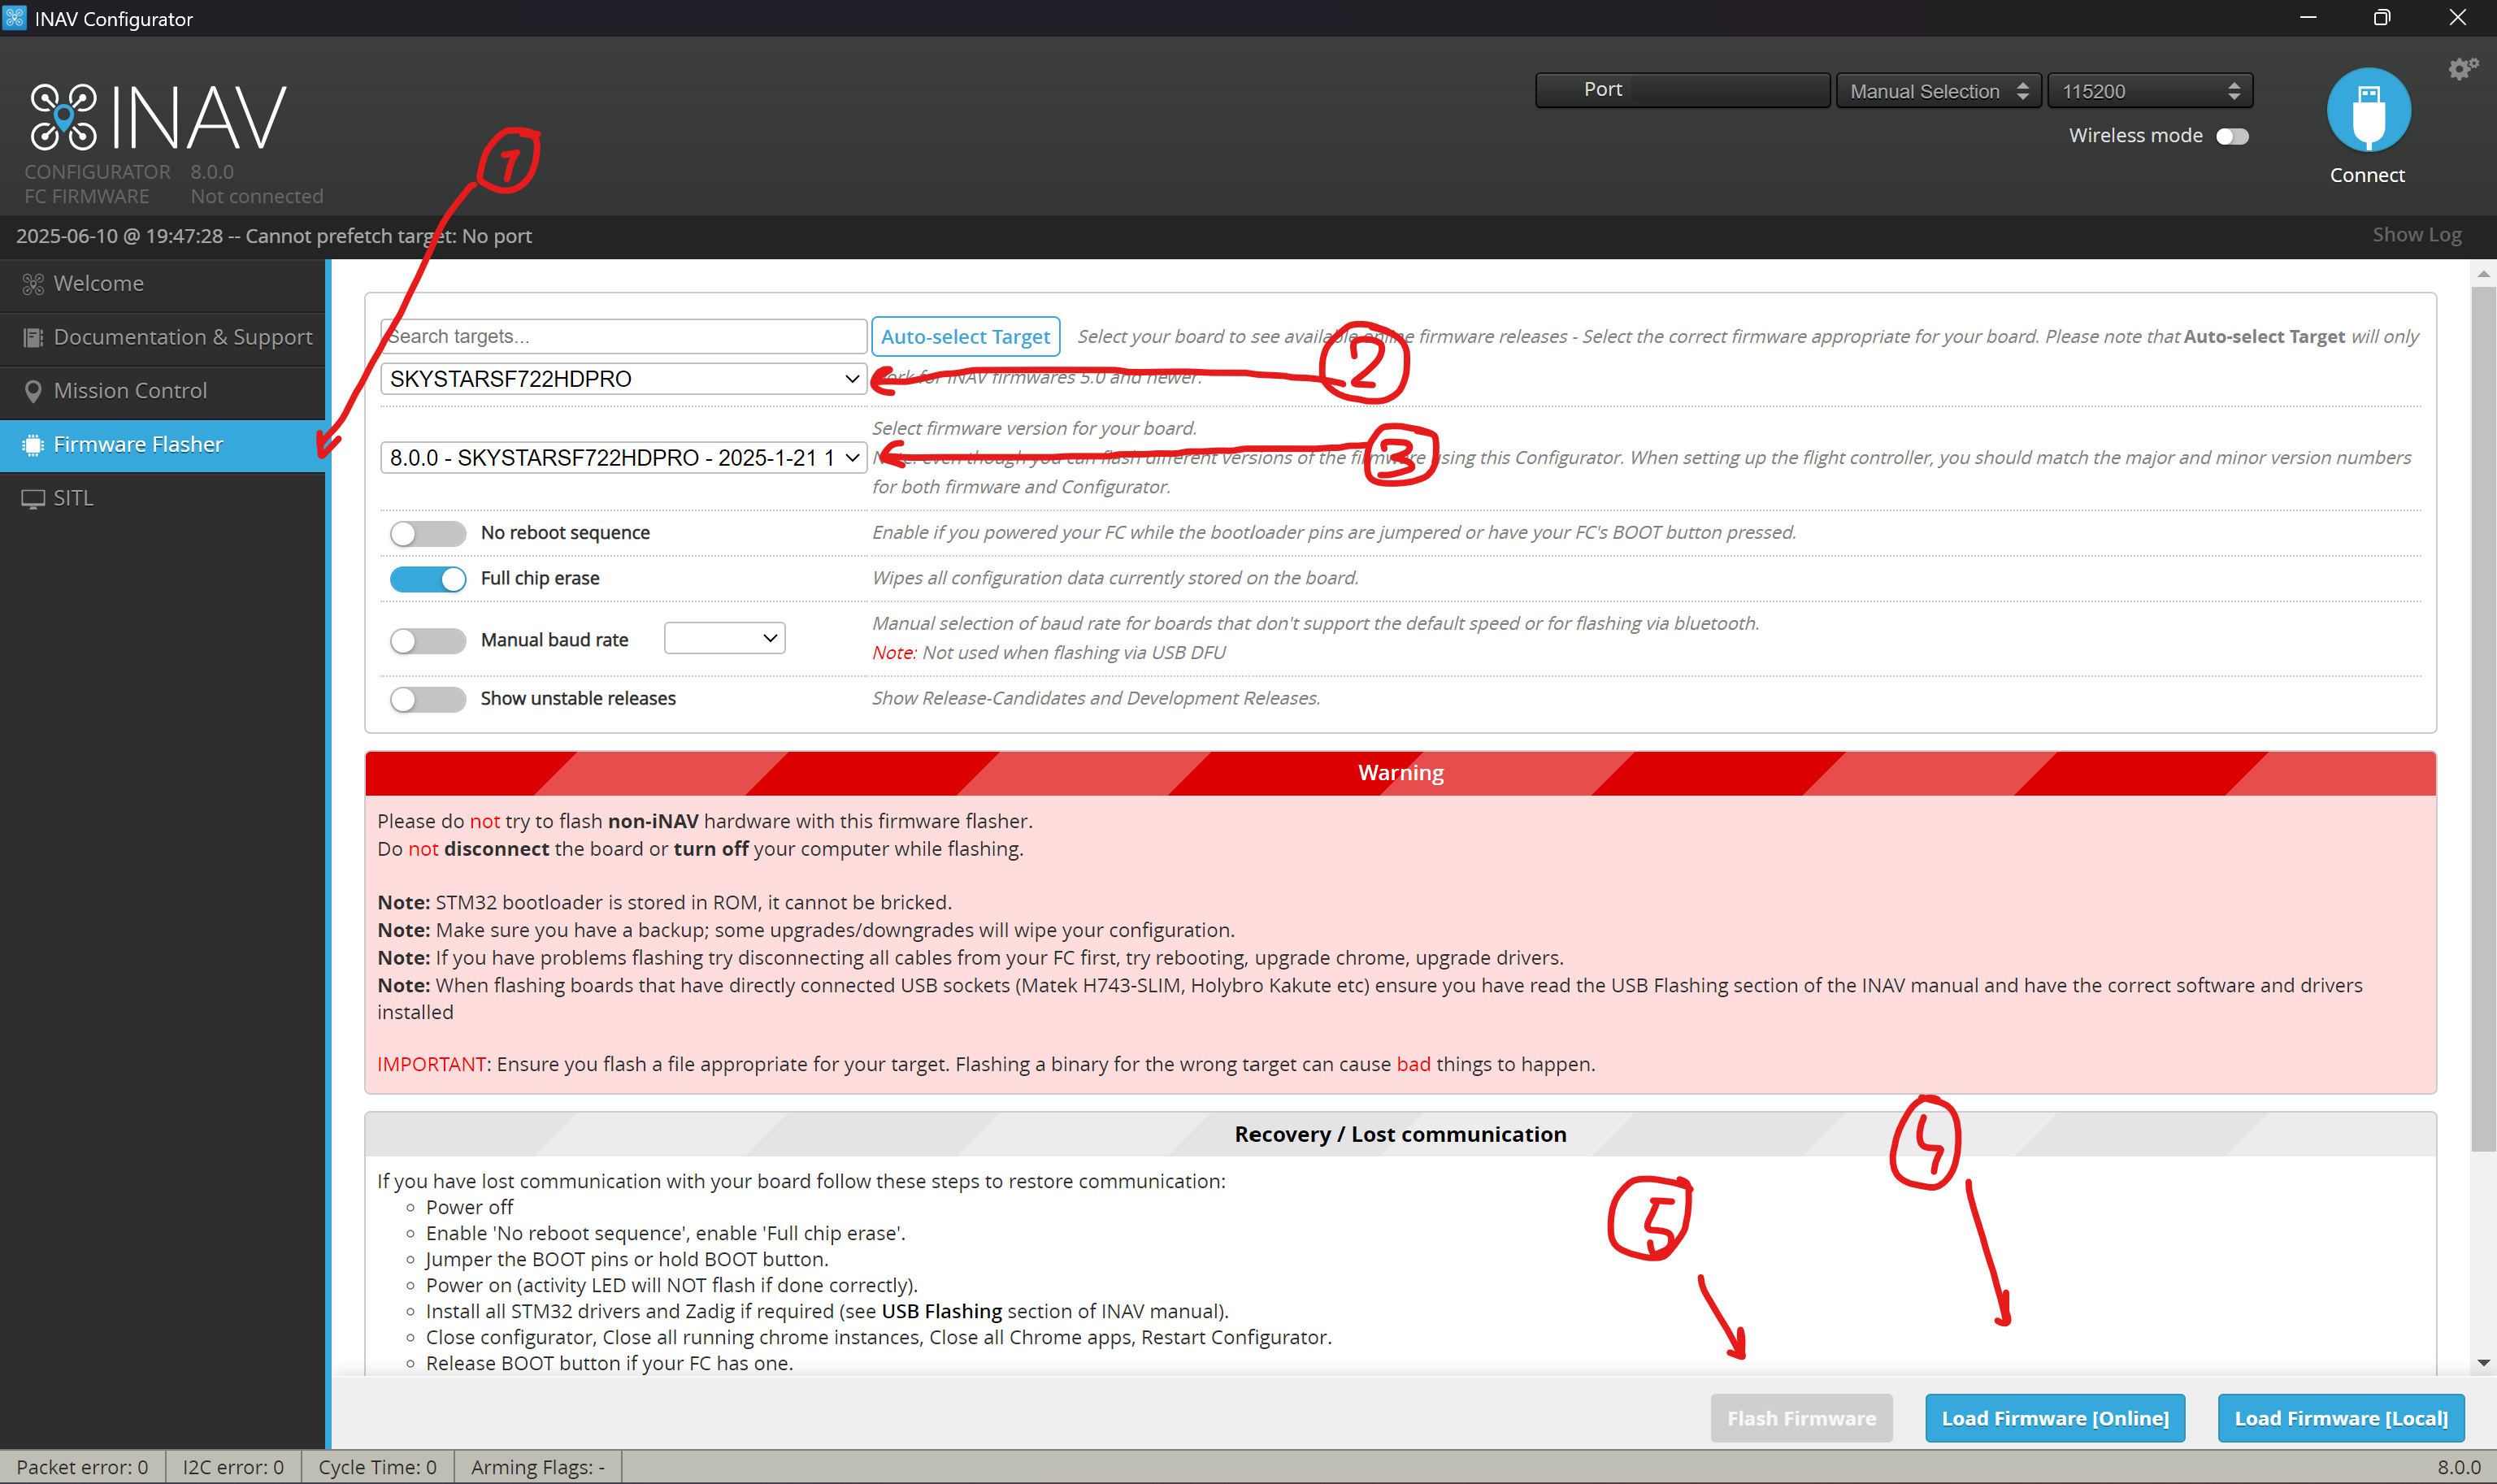 INAV Configurator
INAV
CONFIGURATOR 8.0.0
FC FIRMWARE Not connected
1
Port
Manual Selection
115200
Wireless mode
Connect
2025-06-10 @ 19:47:28 -- Cannot prefetch target: No port
Show Log
Welcome
Documentation & Support
Mission Control
Firmware Flasher
SITL
Search targets...
Auto-select Target
Select your board to see available online firmware releases - Select the correct firmware appropriate for your board. Please note that Auto-select Target will only
work for INAV firmwares 5.0 and newer.
SKYSTARSF722HDPRO
2
Select firmware version for your board.
8.0.0 - SKYSTARSF722HDPRO - 2025-1-21 1
Note: even though you can flash different versions of the firmware using this Configurator. When setting up the flight controller, you should match the major and minor version numbers
for both firmware and Configurator.
3
No reboot sequence
Enable if you powered your FC while the bootloader pins are jumpered or have your FC's BOOT button pressed.
Full chip erase
Wipes all configuration data currently stored on the board.
Manual baud rate
Manual selection of baud rate for boards that don't support the default speed or for flashing via bluetooth.
Note: Not used when flashing via USB DFU
Show unstable releases
Show Release-Candidates and Development Releases.
Warning
Please do not try to flash non-iNAV hardware with this firmware flasher.
Do not disconnect the board or turn off your computer while flashing.
Note: STM32 bootloader is stored in ROM, it cannot be bricked.
Note: Make sure you have a backup; some upgrades/downgrades will wipe your configuration.
Note: If you have problems flashing try disconnecting all cables from your FC first, try rebooting, upgrade chrome, upgrade drivers.
Note: When flashing boards that have directly connected USB sockets (Matek H743-SLIM, Holybro Kakute etc) ensure you have read the USB Flashing section of the INAV manual and have the correct software and drivers
installed
IMPORTANT: Ensure you flash a file appropriate for your target. Flashing a binary for the wrong target can cause bad things to happen.
Recovery / Lost communication
4
If you have lost communication with your board follow these steps to restore communication:
Power off
Enable 'No reboot sequence', enable 'Full chip erase'.
Jumper the BOOT pins or hold BOOT button.
Power on (activity LED will NOT flash if done correctly).
Install all STM32 drivers and Zadig if required (see USB Flashing section of INAV manual).
Close configurator, Close all running chrome instances, Close all Chrome apps, Restart Configurator.
Release BOOT button if your FC has one.
5
Flash Firmware
Load Firmware [Online]
Load Firmware [Local]
Packet error: 0
I2C error: 0
Cycle Time: 0
Arming Flags: -
8.0.0